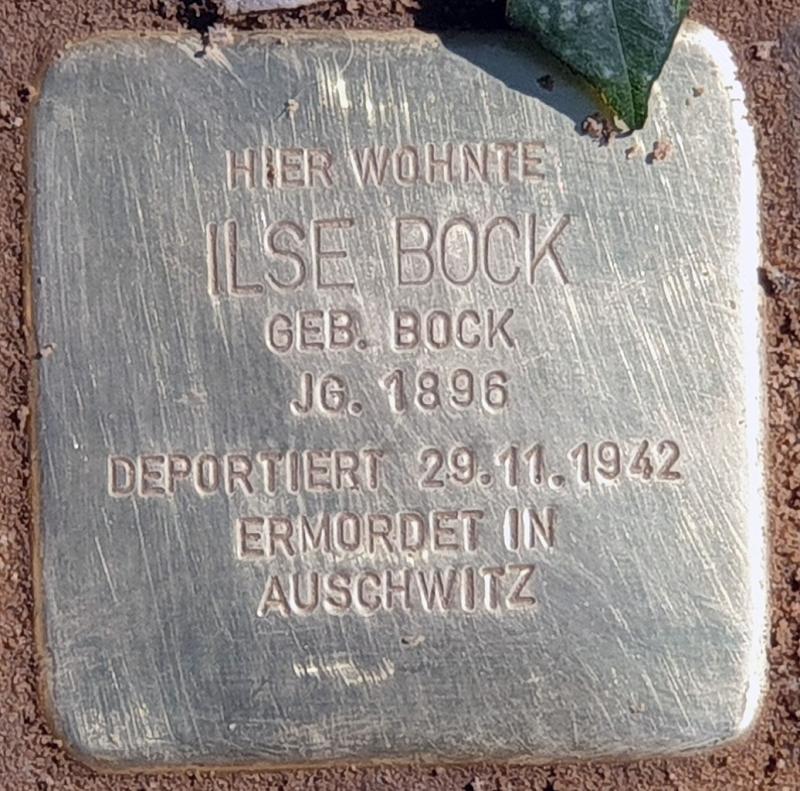 HIER WOHNTE
ILSE BOCK
GEB. BOCK
JG. 1896
DEPORTIERT 29.11.1942
ERMORDET IN
AUSCHWITZ